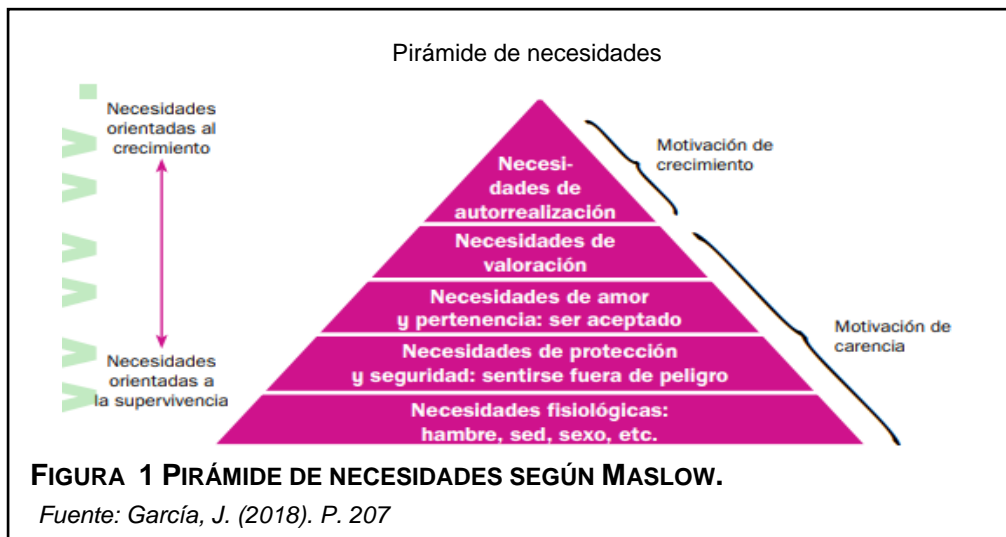 Pirámide de necesidades
Necesidades
orientadas al
crecimiento
Necesidades
orientadas a
la supervivencia
Necesi-
dades de
autorrealización
Necesidades de
valoración
Necesidades de amor
y pertenencia: ser aceptado
Necesidades de protección
y seguridad: sentirse fuera de peligro
Necesidades fisiológicas:
hambre, sed, sexo, etc.
Motivación de
crecimiento
Motivación de
carencia
w w w .
FIGURA 1 PIRÁMIDE DE NECESIDADES SEGÚN MASLOW.
Fuente: García, J. (2018). P. 207